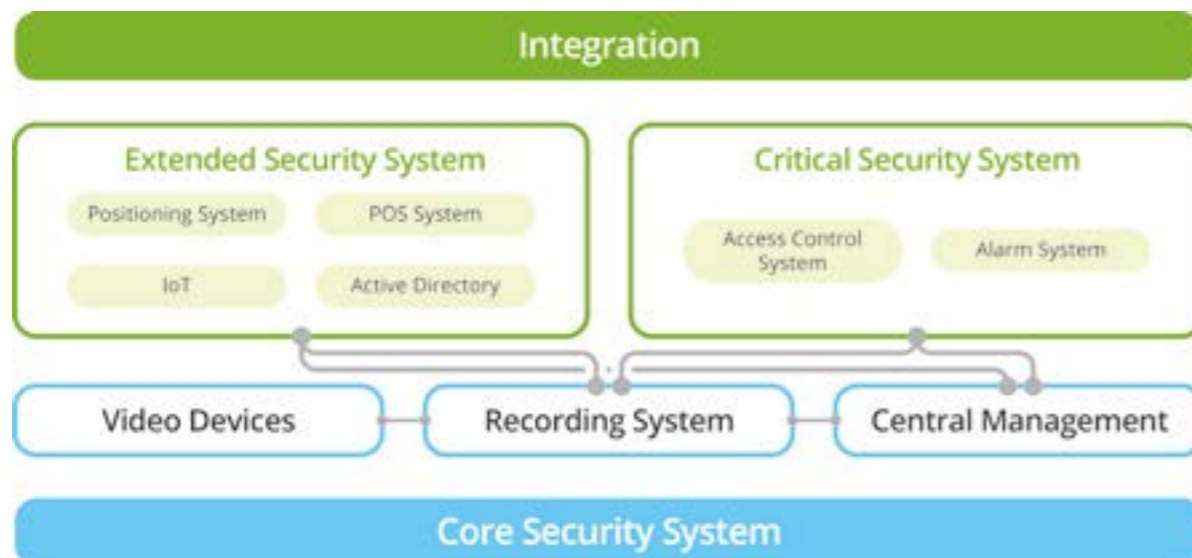 Integration
Extended Security System
Positioning System
POS System
IoT
Active Directory
Critical Security System
Access Control
System
Alarm System
Video Devices
Recording System
Central Management
Core Security System